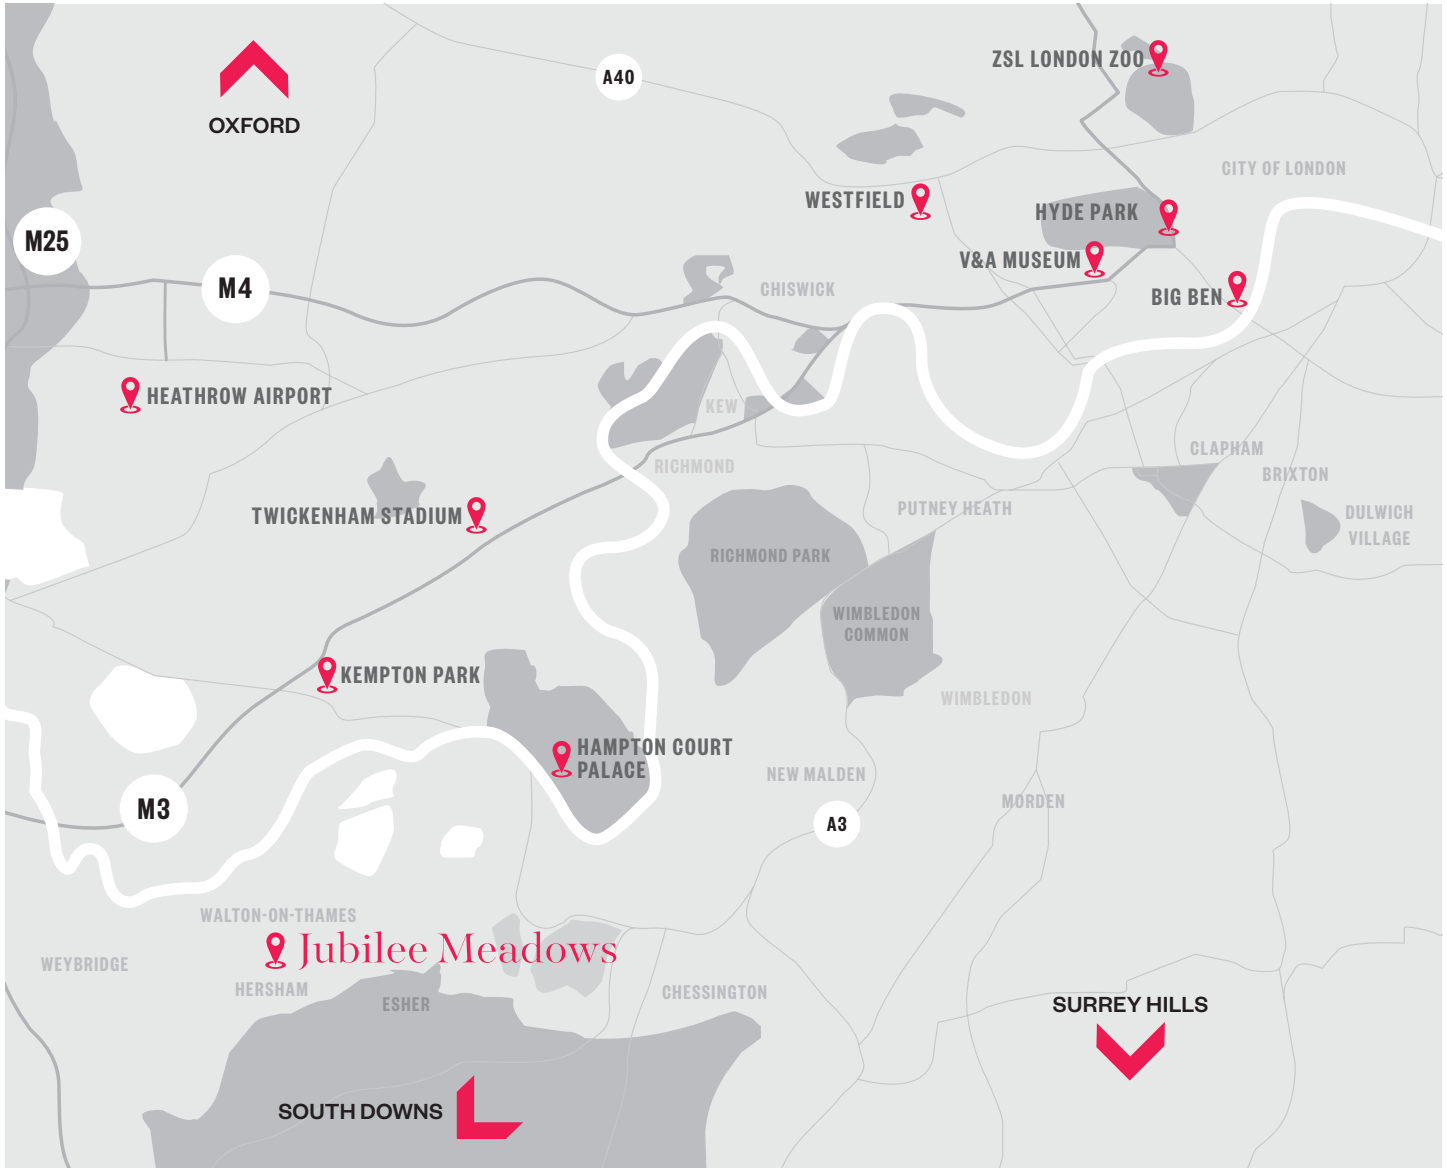 ZSL LONDON ZOO
A40
OXFORD
CITY OF LONDON
WESTFIELD
HYDE PARK
M25
V&A MUSEUM
M4
CHISWICK
BIG BEN
HEATHROW AIRPORT
KEW
CLAPHAM
RICHMOND
BRIXTON
PUTNEY HEATH
DULWICH
VILLAGE
TWICKENHAM STADIUM
RICHMOND PARK
WIMBLEDON
COMMON
KEMPTON PARK
WIMBLEDON
HAMPTON COURT
PALACE
NEW MALDEN
MORDEN
M3
A3
WALTON-ON-THAMES
Jubilee Meadows
WEYBRIDGE
HERSHAM
ESHER
CHESSINGTON
SURREY HILLS
SOUTH DOWNS